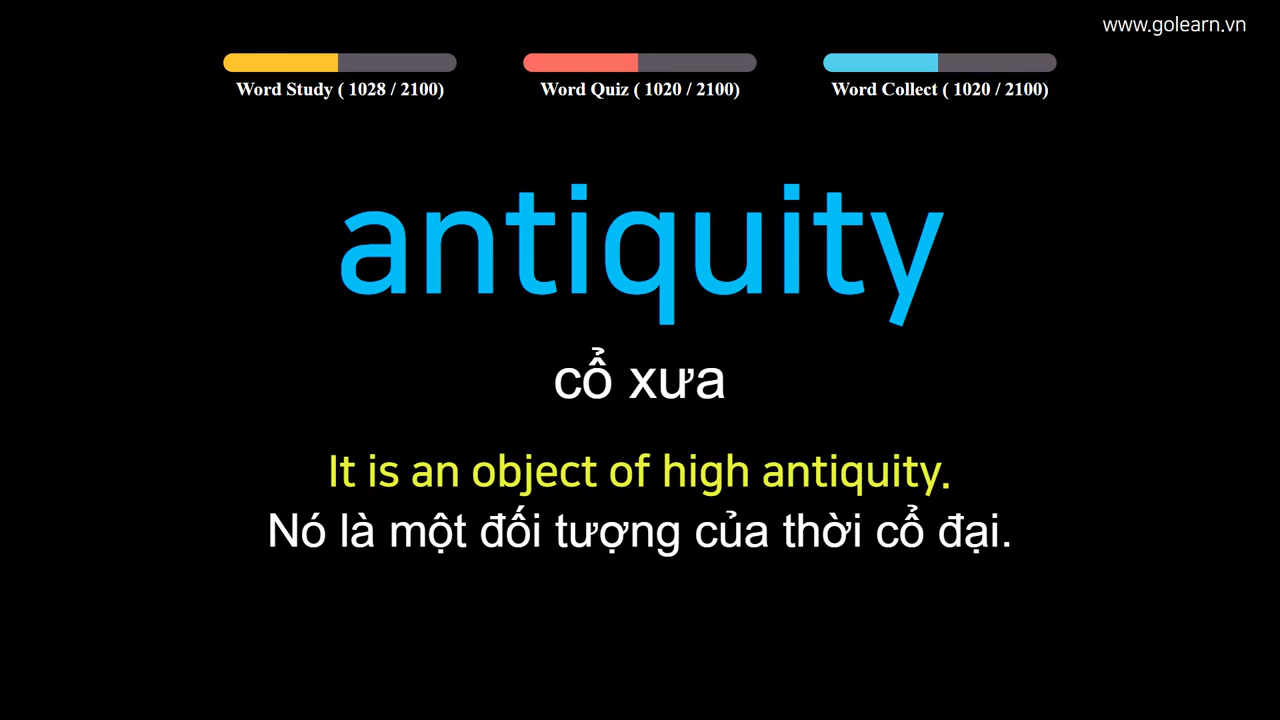 www.golearn.vn
Word Study ( 1028 / 2100)
Word Quiz ( 1020 / 2100)
Word Collect ( 1020 / 2100)
antiquity
cổ xưa
It is an object of high antiquity.
Nó là một đối tượng của thời cổ đại.